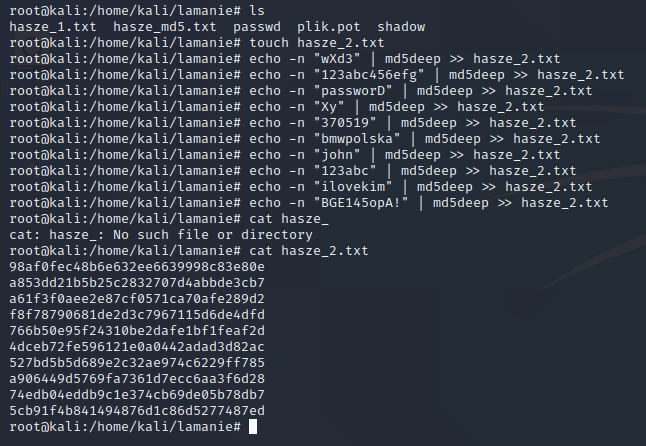 root@kali:/home/kali/lamanie# ls
hasze_1.txt  hasze_md5.txt  passwd  plik.pot  shadow
root@kali:/home/kali/lamanie# touch hasze_2.txt
root@kali:/home/kali/lamanie# echo -n "wXd3" | md5deep >> hasze_2.txt
root@kali:/home/kali/lamanie# echo -n "123abc456efg" | md5deep >> hasze_2.txt
root@kali:/home/kali/lamanie# echo -n "passworD" | md5deep >> hasze_2.txt
root@kali:/home/kali/lamanie# echo -n "Xy" | md5deep >> hasze_2.txt
root@kali:/home/kali/lamanie# echo -n "370519" | md5deep >> hasze_2.txt
root@kali:/home/kali/lamanie# echo -n "bmwpolska" | md5deep >> hasze_2.txt
root@kali:/home/kali/lamanie# echo -n "john" | md5deep >> hasze_2.txt
root@kali:/home/kali/lamanie# echo -n "123abc" | md5deep >> hasze_2.txt
root@kali:/home/kali/lamanie# echo -n "ilovekim" | md5deep >> hasze_2.txt
root@kali:/home/kali/lamanie# echo -n "BGE145opA!" | md5deep >> hasze_2.txt
root@kali:/home/kali/lamanie# cat hasze_
cat: hasze_: No such file or directory
root@kali:/home/kali/lamanie# cat hasze_2.txt
98af0fec48b6e632ee6639998c83e80e
a853dd21b5b25c2832707d4abbde3cb7
a61f3f0aee2e87cf0571ca70afe289d2
f8f78790681de2d3c7967115d6de4dfd
766b50e95f24310be2dafe1bf1feaf2d
4dceb72fe596121e0a0442adad3d82ac
527bd5b5d689e2c32ae974c6229ff785
a906449d5769fa7361d7ecc6aa3f6d28
74edb04eddb9c1e374cb69de05b78db7
5cb91f4b841494876d1c86d5277487ed
root@kali:/home/kali/lamanie#